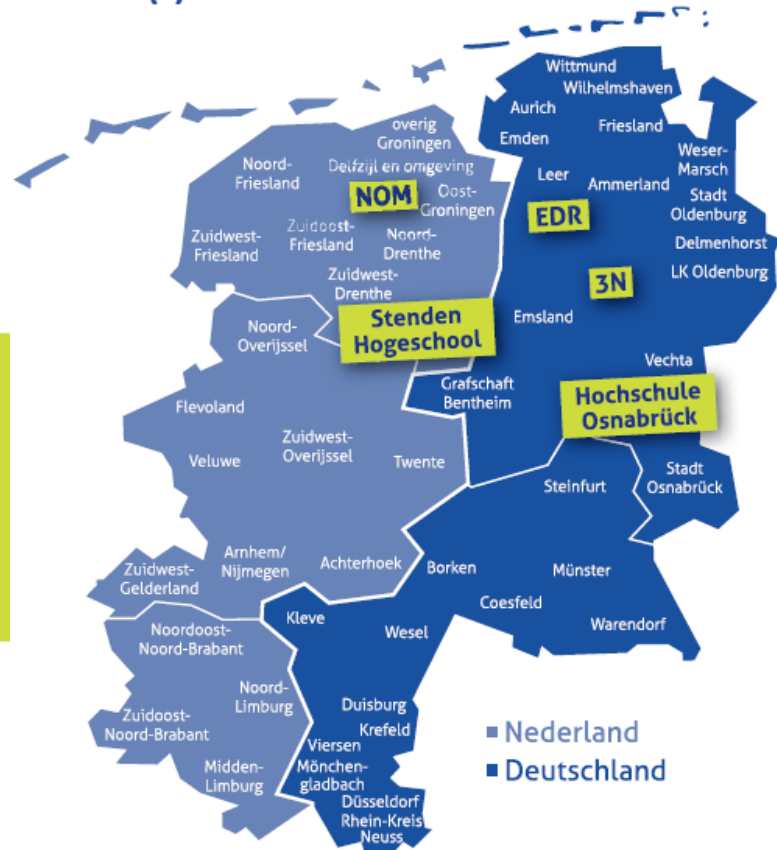 Wittmund
Wilhelmshaven
Aurich
Friesland
Emden
overig
Groningen
Weser-
Marsch
Noord-
Friesland
Delfzijl en omgeving
Leer
Ammerland
NOM
Oost-
Groningen
Stadt
Oldenburg
EDR
Zuidwest-
Friesland
Zuidoost-
Friesland
Noord-
Drenthe
Delmenhorst
LK Oldenburg
3N
Zuidwest-
Drenthe
Stenden
Hogeschool
Emsland
Noord-
Overijssel
Vechta
Grafschaft
Bentheim
Hochschule
Osnabrück
Flevoland
Zuidwest-
Overijssel
Veluwe
Twente
Steinfurt
Stadt
Osnabrück
Arnhem/
Nijmegen
Achterhoek
Borken
Münster
Zuidwest-
Gelderland
Coesfeld
Kleve
Warendorf
Wesel
Noordoost-
Noord-Brabant
Noord-
Limburg
Duisburg
Krefeld
Zuidoost-
Noord-Brabant
Viersen
Nederland
Midden-
Limburg
Mönchen-
gladbach
Deutschland
Düsseldorf
Rhein-Kreis
Neuss